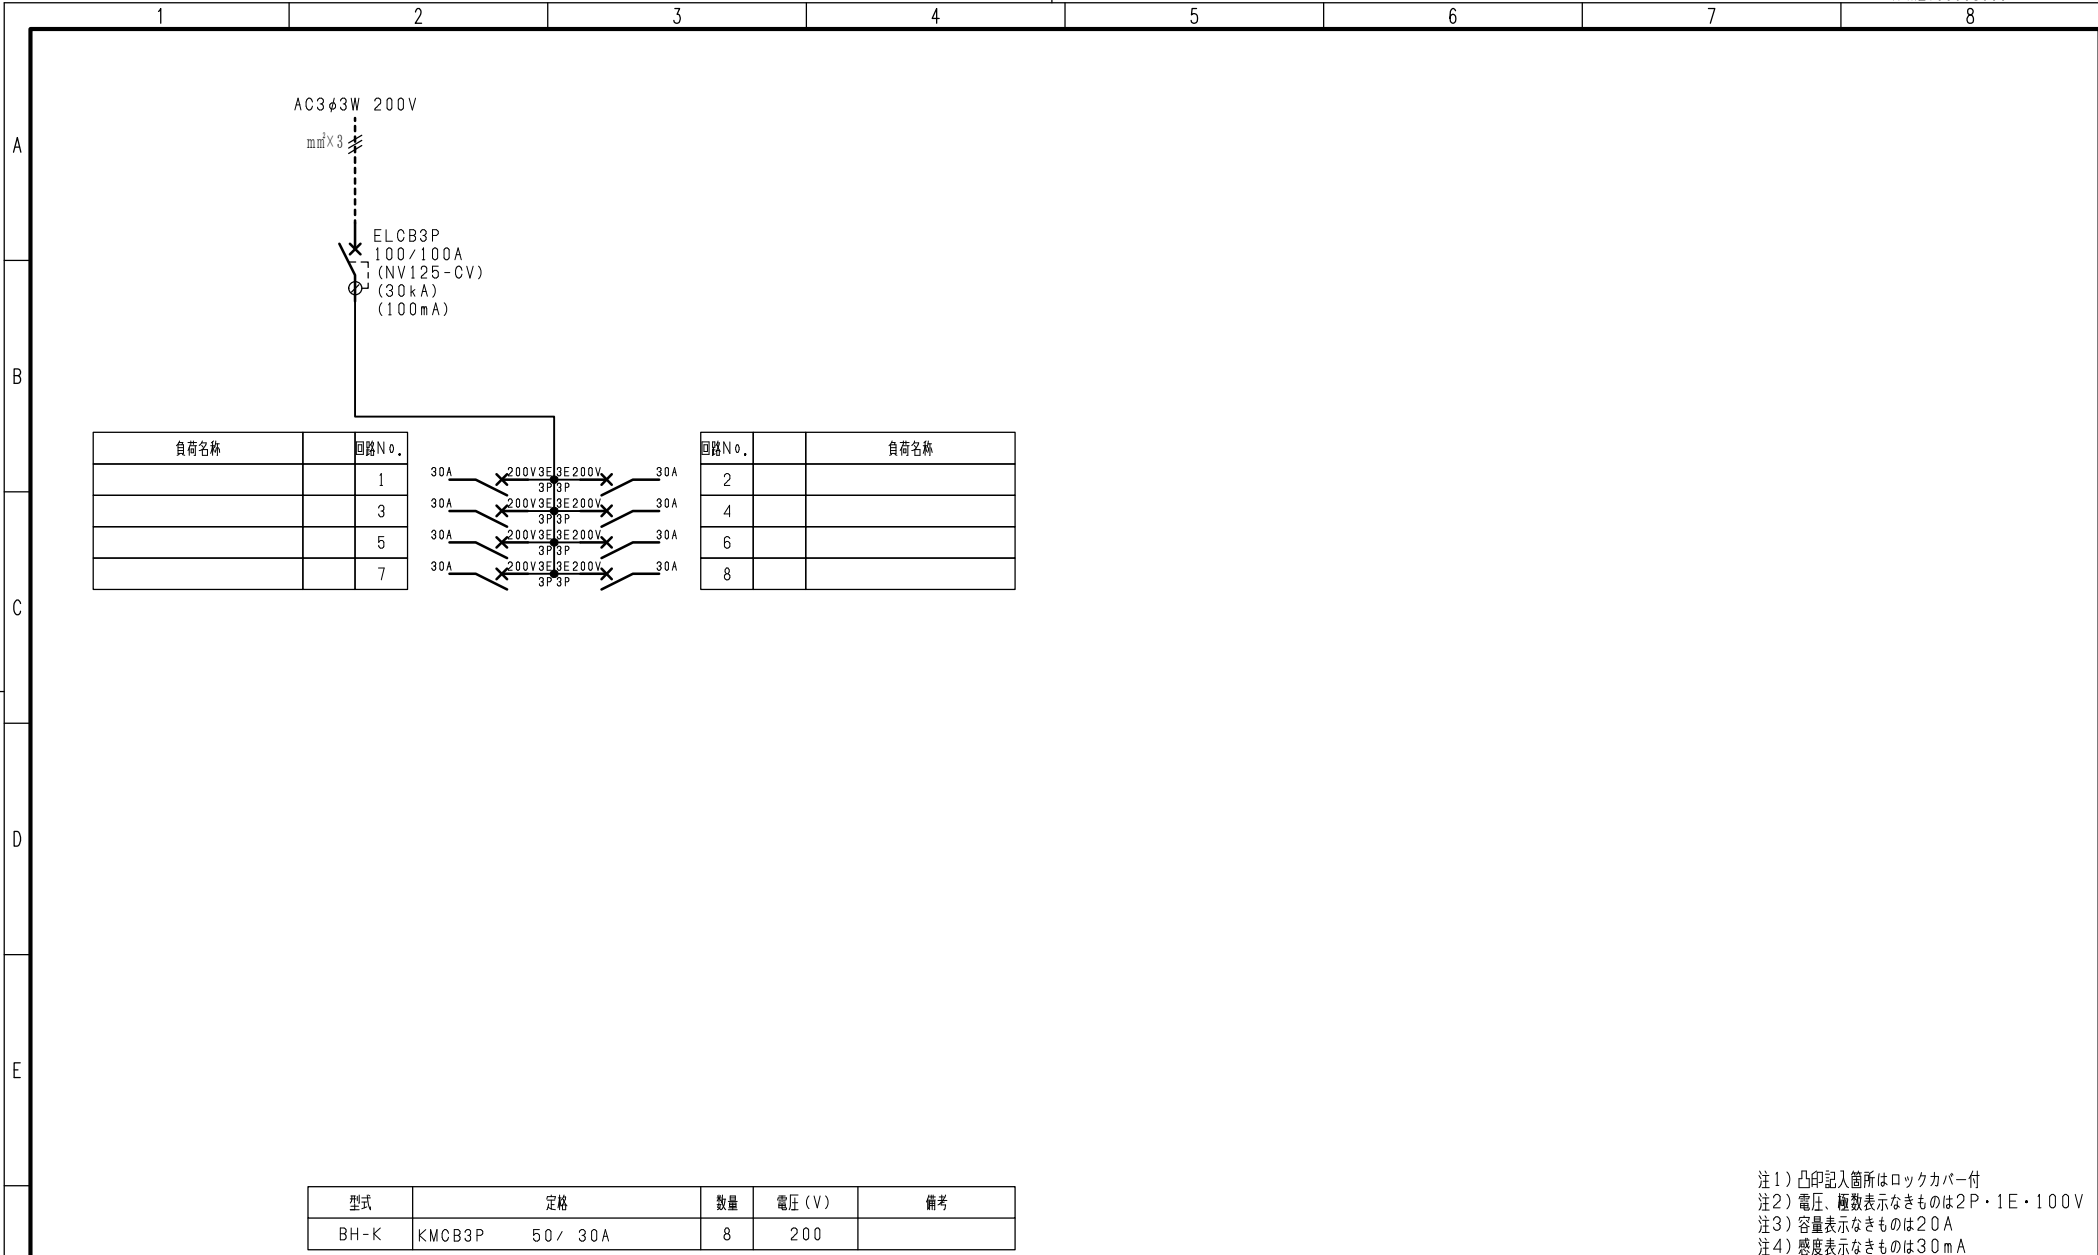 1 2 3 4 5 6 7 8
A
B
C
D
E
AC3φ3W 200V
mm²×3
ELCB3P
100/100A
(NV125-CV)
(30kA)
(100mA)
負荷名称 回路No. 回路No. 負荷名称
1 30A 200V3E 3E200V 30A 2
3P 3P
3 30A 200V3E 3E200V 30A 4
3P 3P
5 30A 200V3E 3E200V 30A 6
3P 3P
7 30A 200V3E 3E200V 30A 8
3P 3P
型式 定格 数量 電圧(V) 備考
BH-K KMCB3P 50/ 30A 8 200
注1)凸印記入箇所はロックカバー付
注2)電圧、極数表示なきものは2P・1E・100V
注3)容量表示なきものは20A
注4)感度表示なきものは30mA